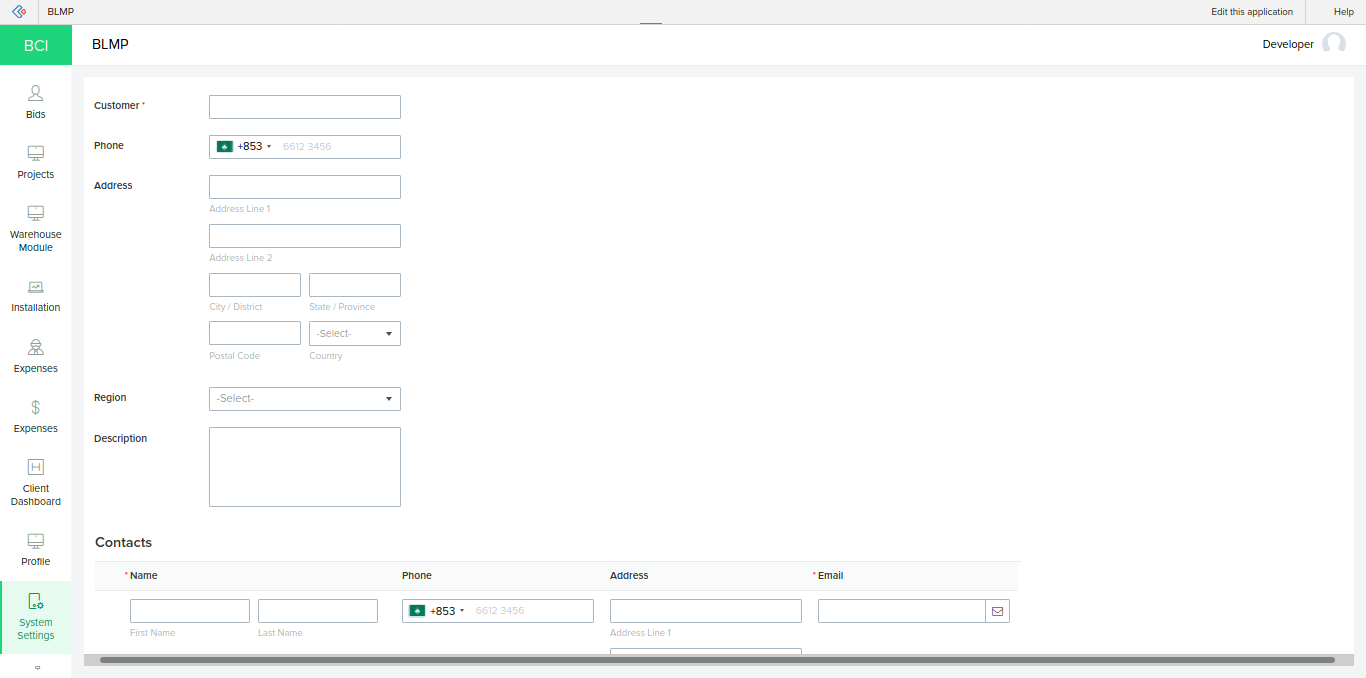 BLMP
Edit this application
Help
BCI
BLMP
Developer
Bids
Projects
Warehouse
Module
Installation
Expenses
Expenses
Client
Dashboard
Profile
System
Settings
Customer *
Phone
+853 6612 3456
Address
Address Line 1
Address Line 2
City / District
State / Province
-Select-
Postal Code
Country
Region
-Select-
Description
Contacts
* Name
Phone
Address
* Email
+853 6612 3456
First Name
Last Name
Address Line 1